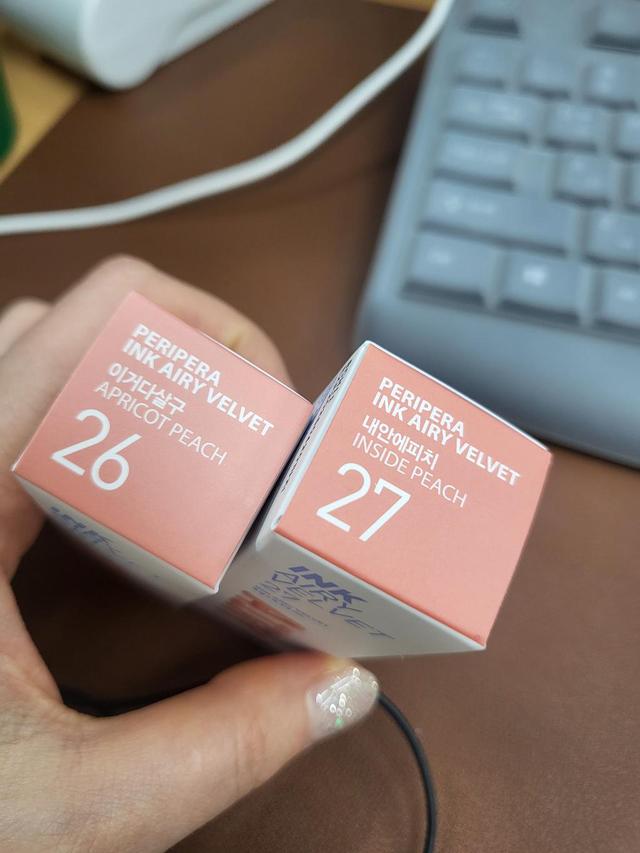 PERIPERA
INK AIRY VELVET
이거다살구
APRICOT PEACH
26
PERIPERA
INK AIRY VELVET
내안에피치
INSIDE PEACH
27
INK
AIRY
VELVET